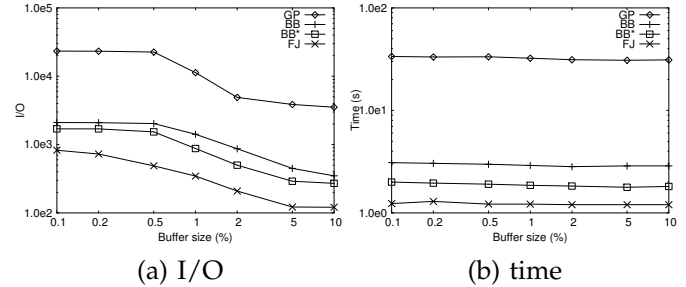 1.0e5
1.0e4
1.0e3
1.0e2
I/O
GP
BB
BB*
FJ
0.1 0.2 0.5 1 2 5 10
Buffer size (%)
(a) I/O
1.0e2
1.0e1
1.0e0
Time (s)
GP
BB
BB*
FJ
0.1 0.2 0.5 1 2 5 10
Buffer size (%)
(b) time